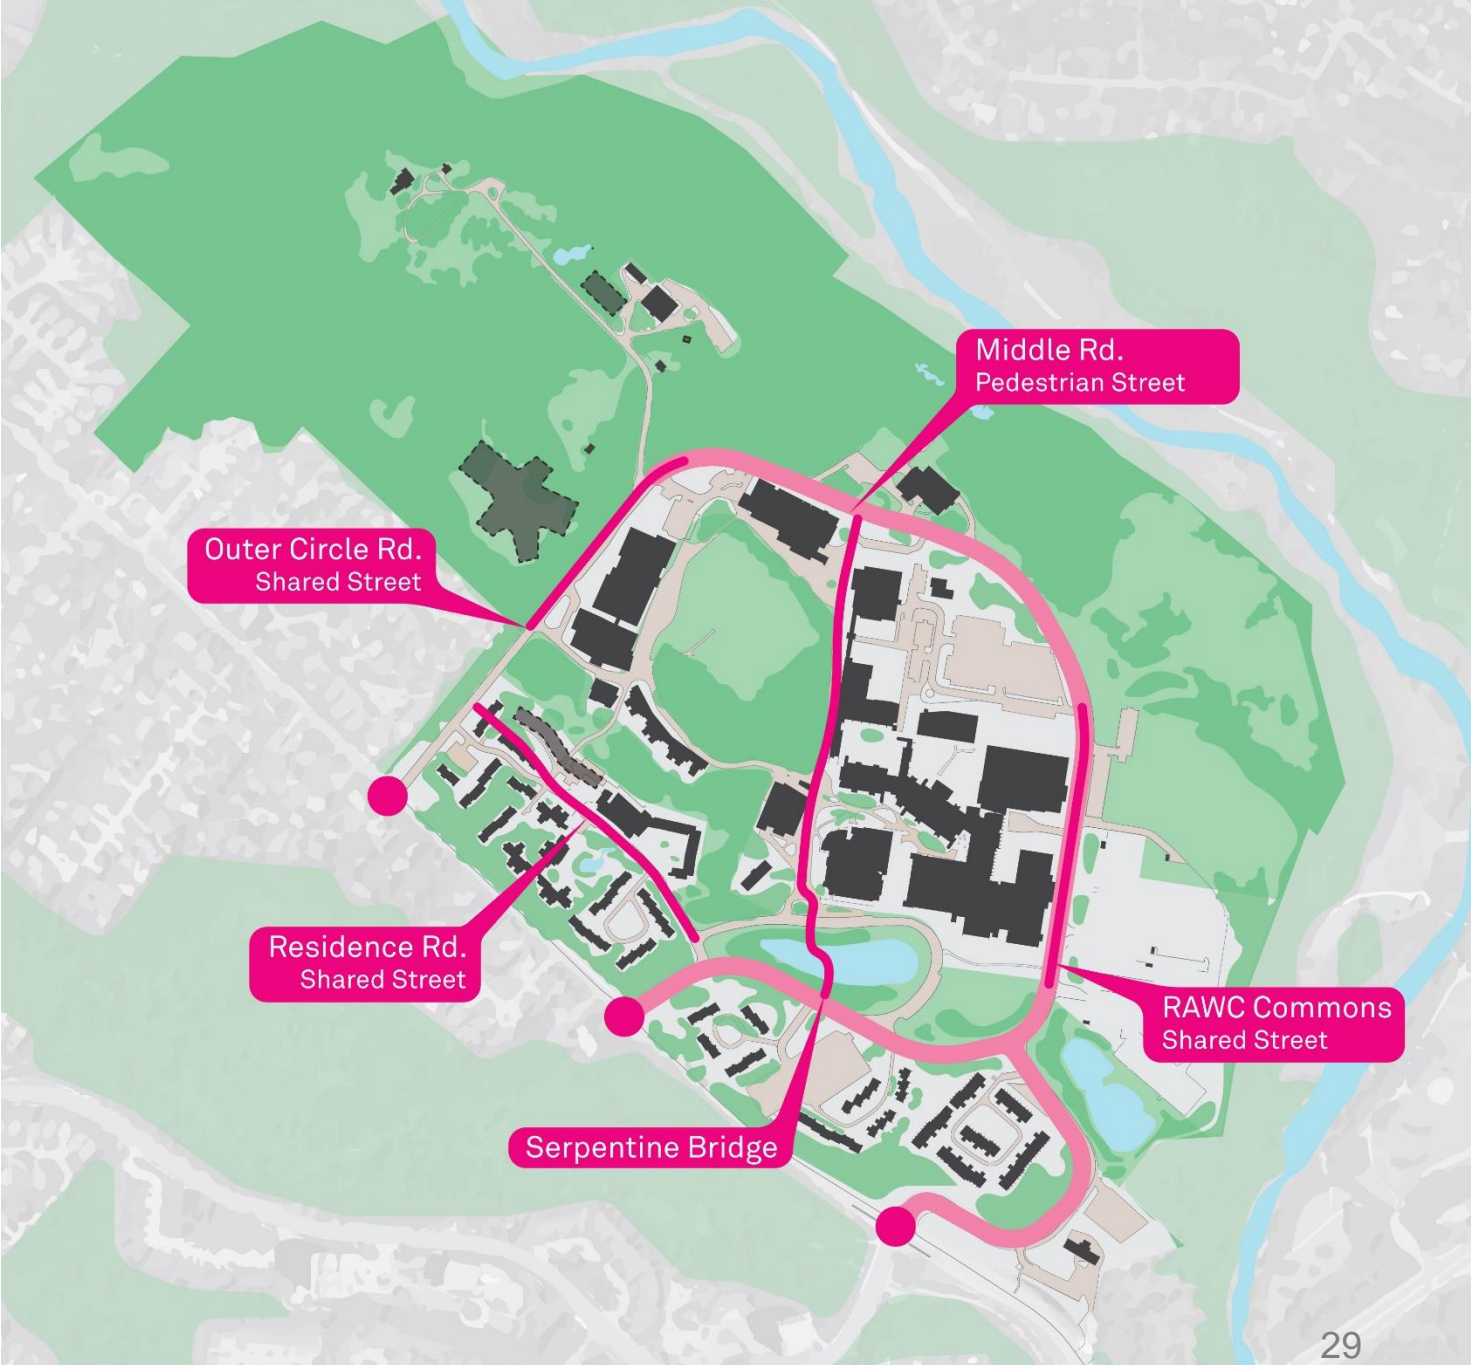 Middle Rd.
Pedestrian Street
Outer Circle Rd.
Shared Street
Residence Rd.
Shared Street
RAWC Commons
Shared Street
Serpentine Bridge
29